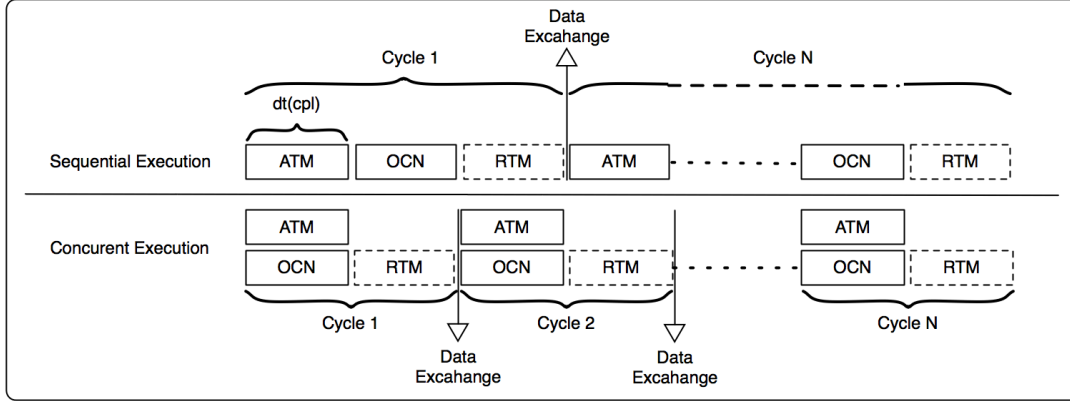 Data
Excahange
Cycle 1
Cycle N
dt(cpl)
Sequential Execution
ATM
OCN
RTM
ATM
OCN
RTM
Concurent Execution
ATM
ATM
ATM
OCN
RTM
OCN
RTM
OCN
RTM
Cycle 1
Cycle 2
Cycle N
Data
Excahange
Data
Excahange